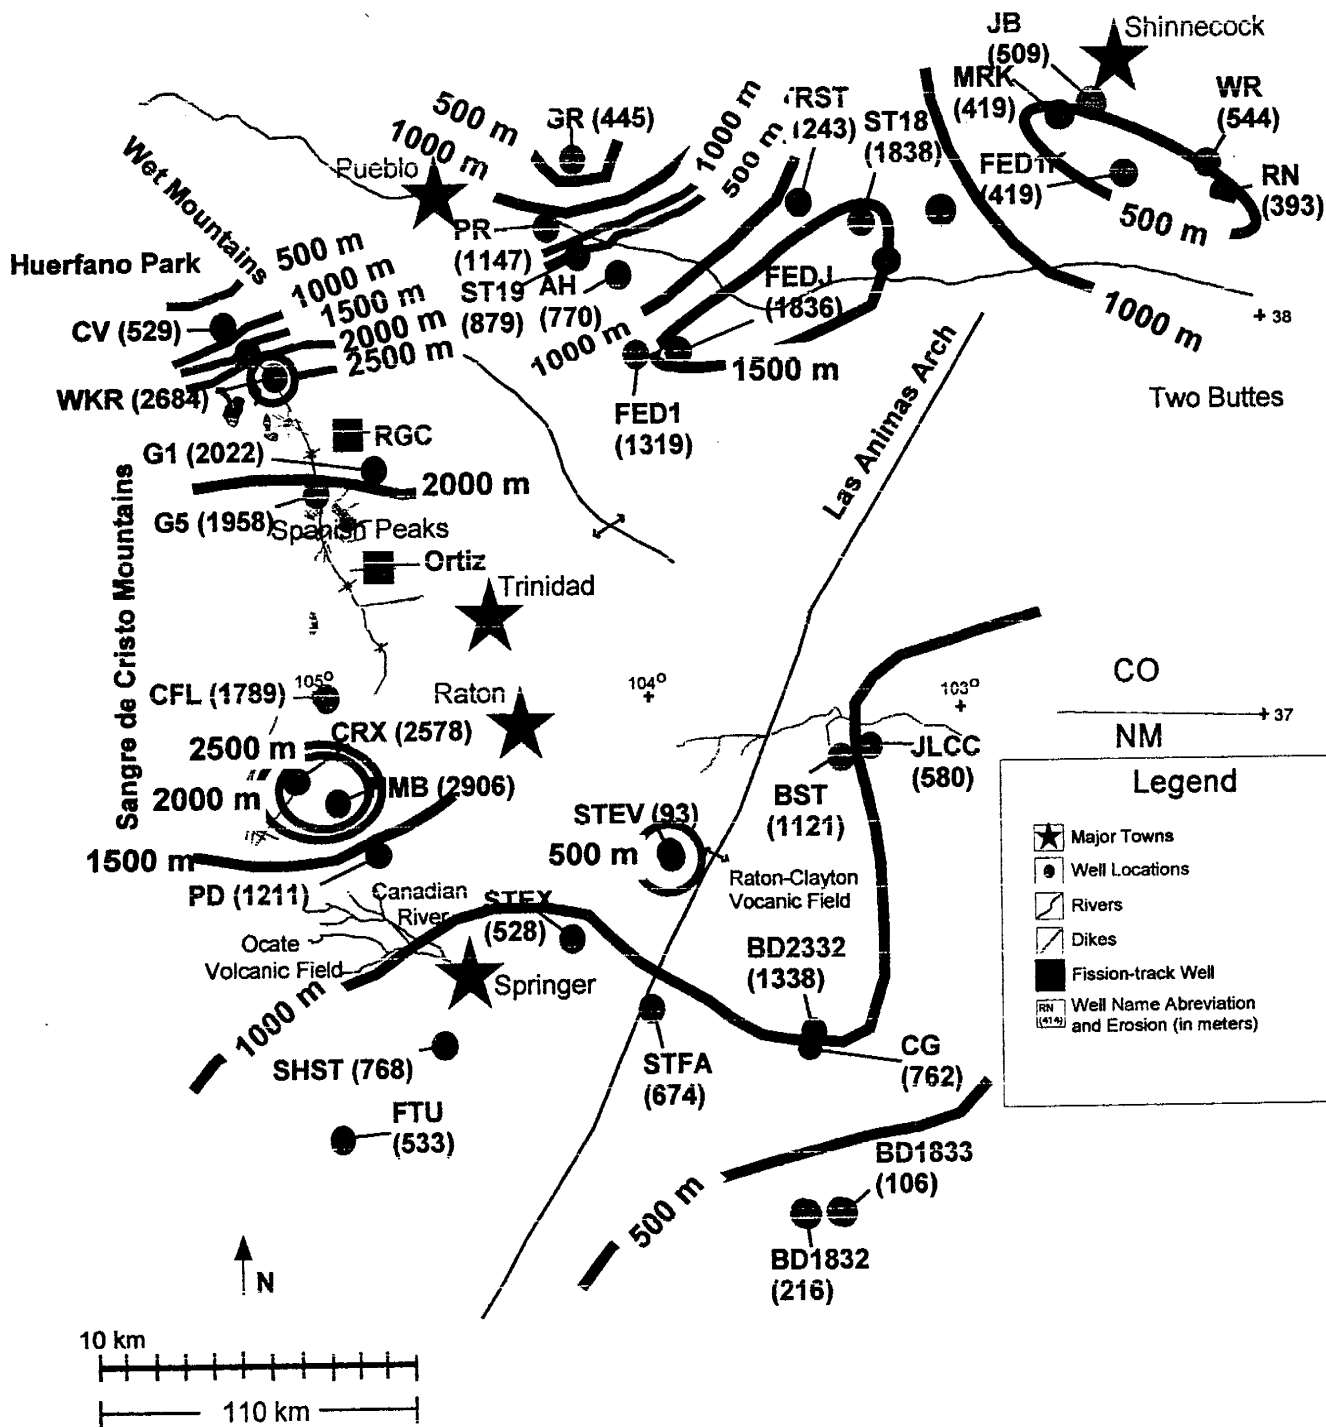 JB
(509)
Shinnecock
MRK
(419)
WR
(544)
500 m
1000 m
GR (445)
1000 m
500 m
(243)
ST18
(1838)
Pueblo
Wet Mountains
(419)
RN
(393)
500 m
PR
(1147)
Huerfano Park
500 m
1000 m
1500 m
2000 m
2500 m
ST19
(879)
AH
(770)
FEDJ
(1836)
1000 m
+ 38
CV (529)
1000 m
1500 m
WKR (2684)
Two Buttes
FED1
(1319)
RGC
G1 (2022)
2000 m
Las Animas Arch
G5 (1958)
Spanish Peaks
Sangre de Cristo Mountains
Ortiz
Trinidad
CFL (1789)
105°
Raton
104°
103°
CO
+ 37
NM
CRX (2578)
2500 m
2000 m
MB (2906)
JLCC
(580)
BST
(1121)
STEV (93)
500 m
1500 m
PD (1211)
Canadian
River
Raton-Clayton
Vocanic Field
STEX
(528)
Ocate
Volcanic Field
BD2332
(1338)
Springer
1000 m
SHST (768)
STFA
(674)
CG
(762)
FTU
(533)
BD1833
(106)
500 m
BD1832
(216)
N
10 km
110 km
Legend
Major Towns
Well Locations
Rivers
Dikes
Fission-track Well
RN
(414)
Well Name Abreviation
and Erosion (in meters)